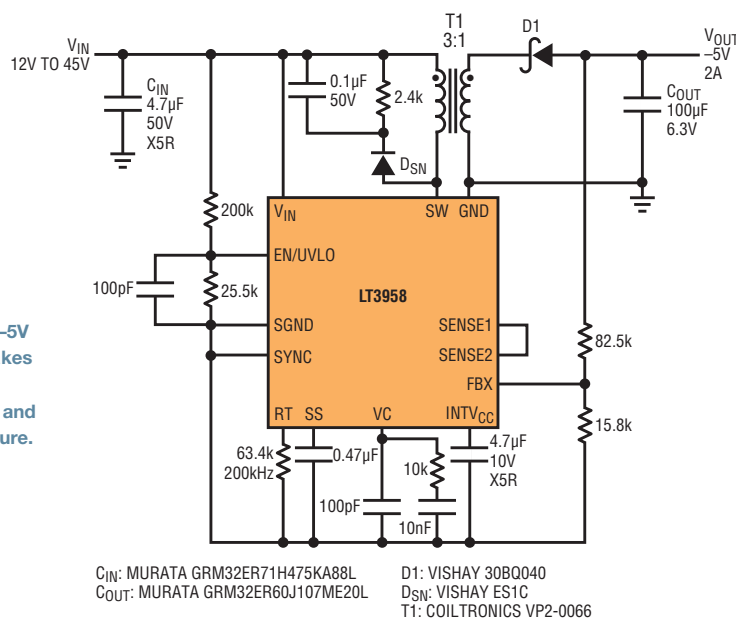 T1
3:1
D1
VIN
12V TO 45V
VOUT
–5V
2A
CIN
4.7µF
50V
X5R
0.1µF
50V
2.4k
COUT
100µF
6.3V
DSN
200k
VIN
SW GND
EN/UVLO
100pF
25.5k
LT3958
–5V
kes
and
ure.
SGND
SENSE1
SYNC
SENSE2
82.5k
FBX
RT SS VC INTVCC
15.8k
63.4k
200kHz
0.47µF
10k
4.7µF
10V
X5R
100pF
10nF
CIN: MURATA GRM32ER71H475KA88L
COUT: MURATA GRM32ER60J107ME20L
D1: VISHAY 30BQ040
DSN: VISHAY ES1C
T1: COILTRONICS VP2-0066